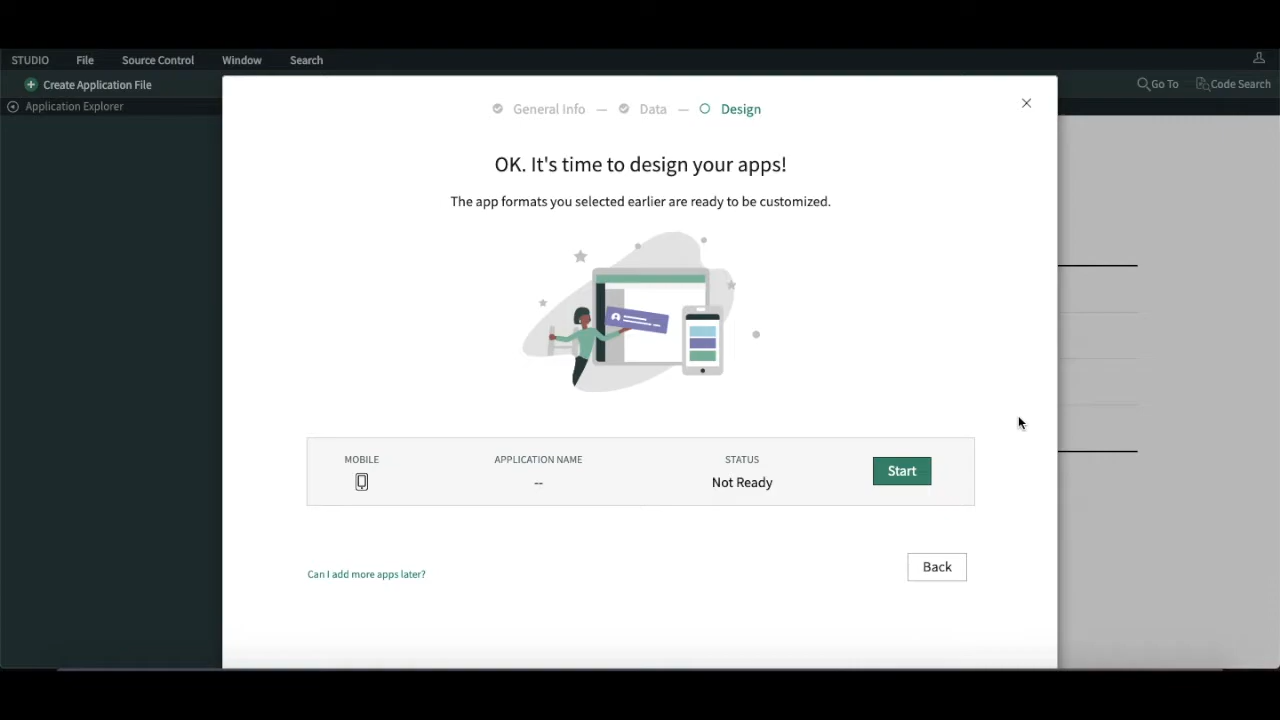 STUDIO File Source Control Window Search
Create Application File
Go To Code Search
Application Explorer
General Info — Data — Design
OK. It's time to design your apps!
The app formats you selected earlier are ready to be customized.
MOBILE APPLICATION NAME STATUS
-- Not Ready
Start
Can I add more apps later?
Back